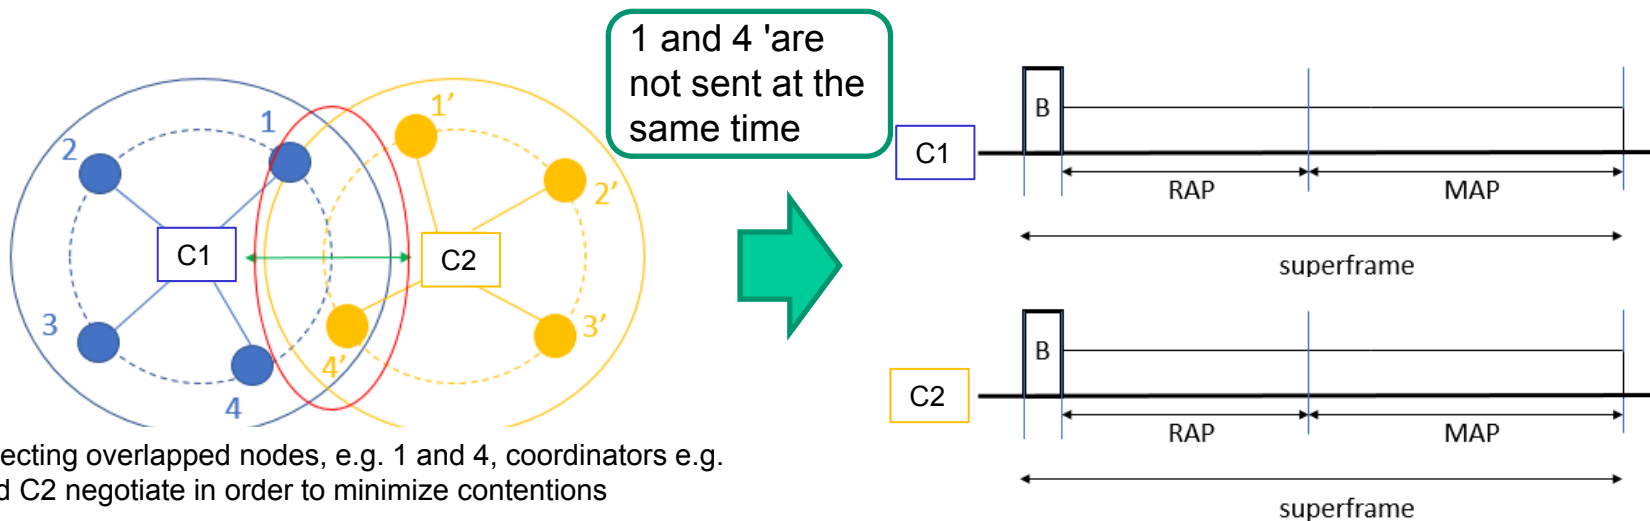 1 and 4 'are
not sent at the
same time
1
2
3
4
C1
1’
2’
3’
4’
C2
C1
B
RAP
MAP
superframe
C2
B
RAP
MAP
superframe
ecting overlapped nodes, e.g. 1 and 4, coordinators e.g.
d C2 negotiate in order to minimize contentions